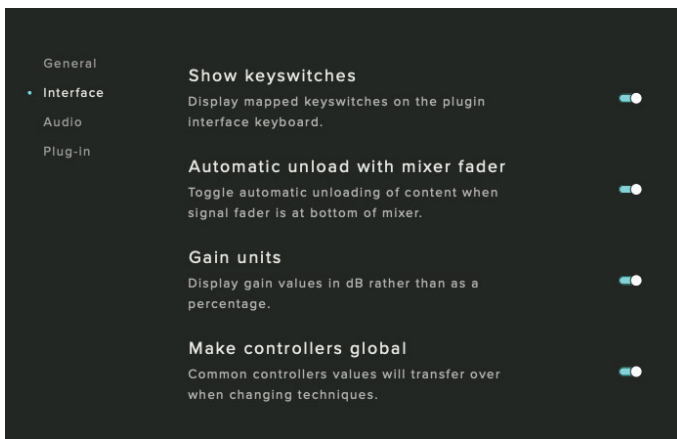 General
Interface
Audio
Plug-in
Show keyswitches
Display mapped keyswitches on the plugin
interface keyboard.
Automatic unload with mixer fader
Toggle automatic unloading of content when
signal fader is at bottom of mixer.
Gain units
Display gain values in dB rather than as a
percentage.
Make controllers global
Common controllers values will transfer over
when changing techniques.